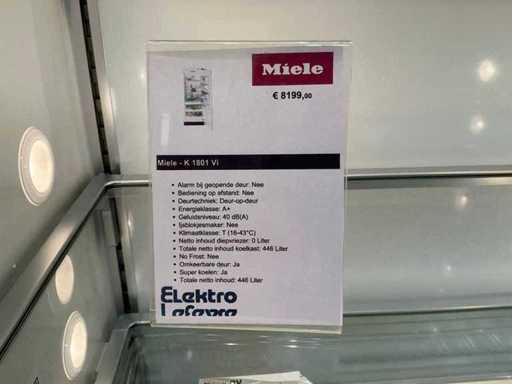 Miele
€ 8199,00
Miele - K 1801 Vi
• Alarm bij geopende deur: Nee
• Bediening op afstand: Nee
• Deurtechniek: Deur-op-deur
• Energieklasse: A+
• Geluidsniveau: 40 dB(A)
• Ijsblokjesmaker: Nee
• Klimaatklasse: T (16-43°C)
• Netto inhoud diepvriezer: 0 Liter
• Totale netto inhoud koelkast: 446 Liter
• No Frost: Nee
• Omkeerbare deur: Ja
• Super koelen: Ja
• Totale netto inhoud: 446 Liter
ELektro
Lefevre